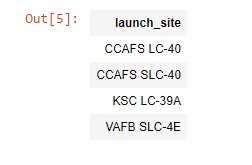 Out[5]: launch_site
CCAFS LC-40
CCAFS SLC-40
KSC LC-39A
VAFB SLC-4E